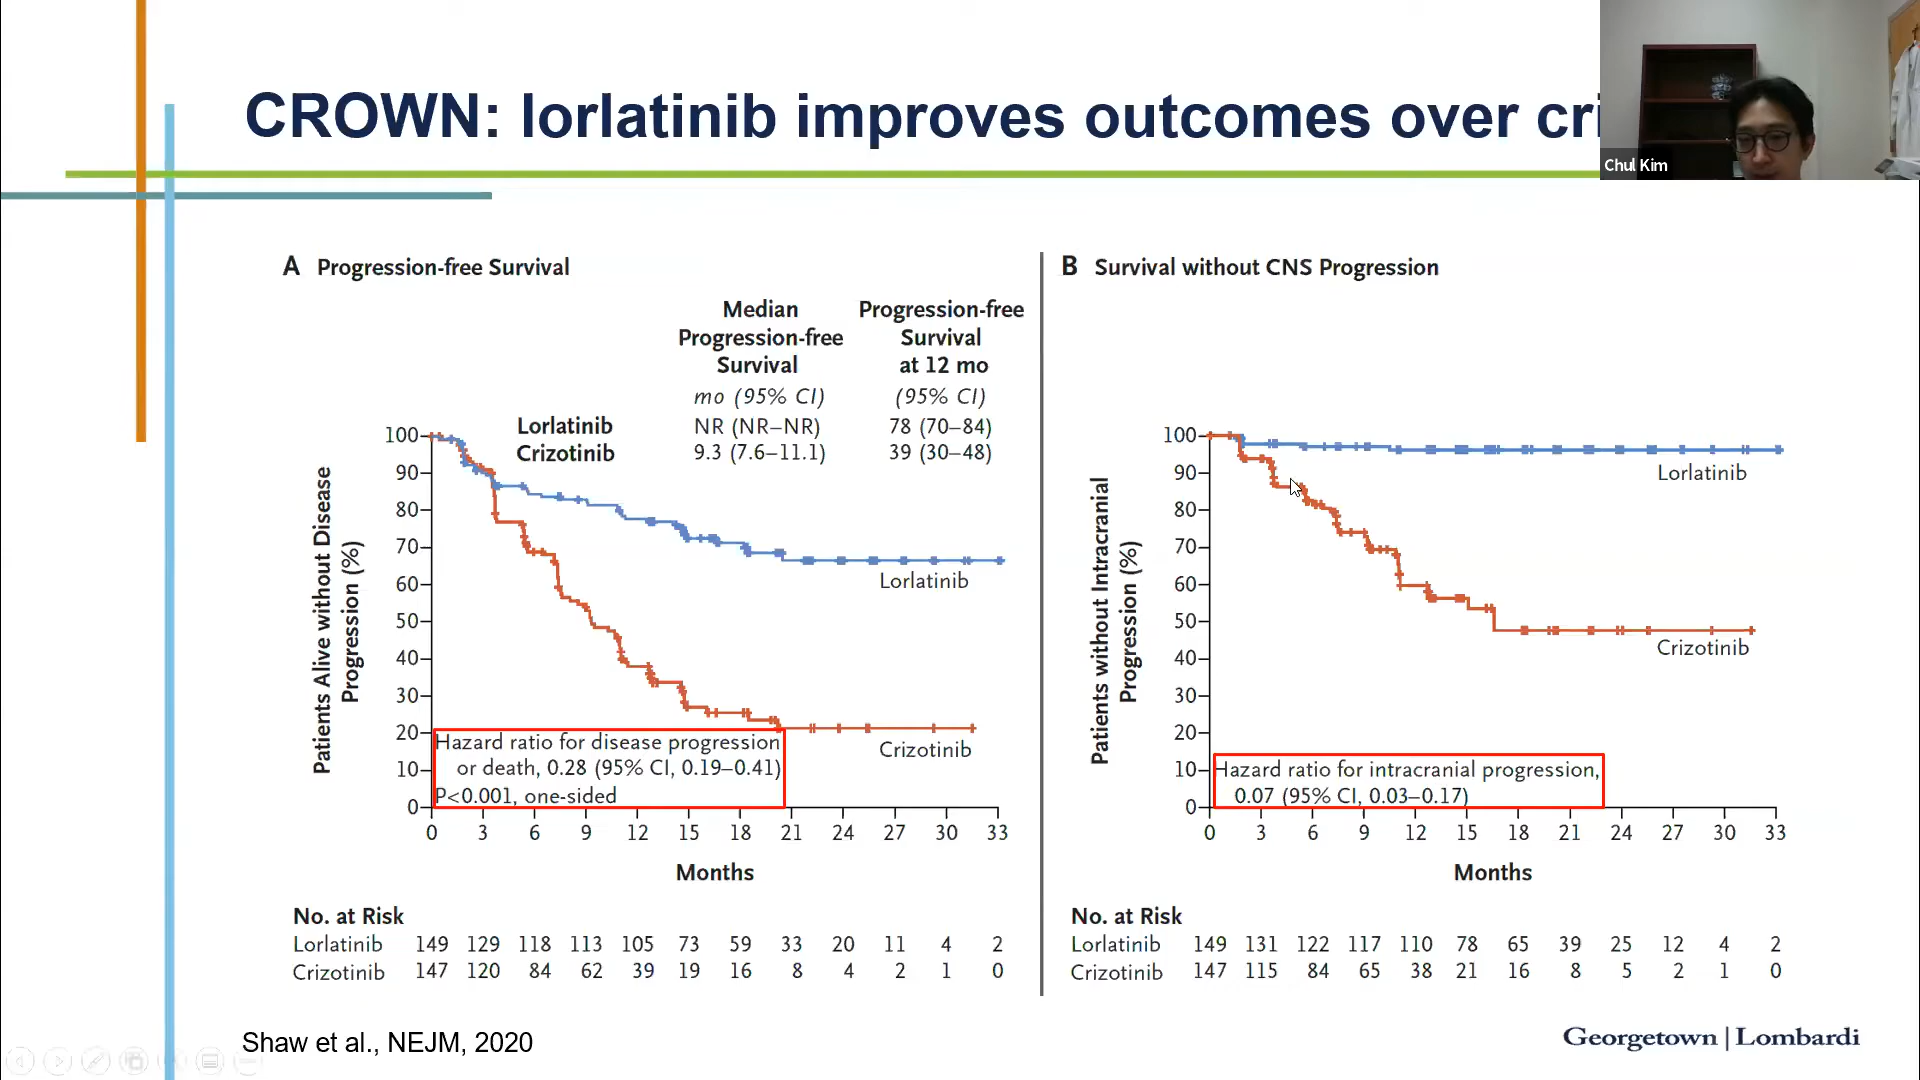 CROWN: lorlatinib improves outcomes over cri
Chul Kim
A Progression-free Survival
Median Progression-free Survival
mo (95% CI)
Progression-free Survival at 12 mo
(95% CI)
Lorlatinib NR (NR–NR) 78 (70–84)
Crizotinib 9.3 (7.6–11.1) 39 (30–48)
Patients Alive without Disease
Progression (%)
100
90
80
70
60
50
40
30
20
10
0
Lorlatinib
Crizotinib
Hazard ratio for disease progression
or death, 0.28 (95% CI, 0.19–0.41)
P<0.001, one-sided
0 3 6 9 12 15 18 21 24 27 30 33
Months
No. at Risk
Lorlatinib 149 129 118 113 105 73 59 33 20 11 4 2
Crizotinib 147 120 84 62 39 19 16 8 4 2 1 0
B Survival without CNS Progression
Patients without Intracranial
Progression (%)
100
90
80
70
60
50
40
30
20
10
0
Lorlatinib
Crizotinib
Hazard ratio for intracranial progression,
0.07 (95% CI, 0.03–0.17)
0 3 6 9 12 15 18 21 24 27 30 33
Months
No. at Risk
Lorlatinib 149 131 122 117 110 78 65 39 25 12 4 2
Crizotinib 147 115 84 65 38 21 16 8 5 2 1 0
Shaw et al., NEJM, 2020
Georgetown | Lombardi